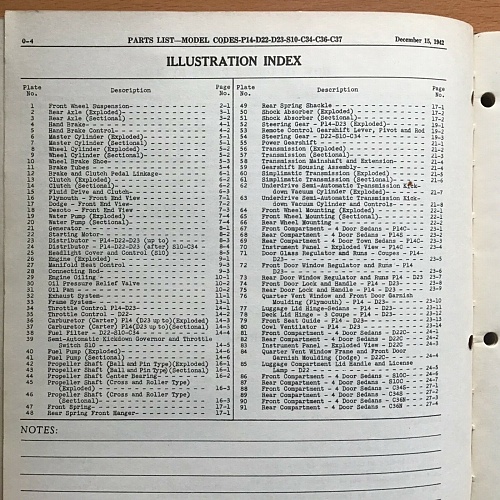 0-4 PARTS LIST—MODEL CODES-P14-D22-D23-S10-C34-C36-C37 December 15, 1942
ILLUSTRATION INDEX
Plate No. Description Page No.
1 Front Wheel Suspension 2-1
2 Rear Axle (Exploded) 3-1
3 Rear Axle (Sectional) 3-2
4 Hand Brake 4-1
5 Hand Brake Control 4-2
6 Master Cylinder (Exploded) 5-1
7 Master Cylinder (Sectional) 5-1
8 Wheel Cylinder (Exploded) 5-2
9 Wheel Cylinder (Sectional) 5-2
10 Wheel Brake Shoe 5-3
11 Brake Tubes 5-4
12 Brake and Clutch Pedal Linkage 6-1
13 Clutch (Exploded) 6-2
14 Clutch (Sectional) 6-2
15 Fluid Drive and Clutch 6-3
16 Plymouth - Front End View 7-1
17 Dodge - Front End View 7-2
18 Desoto - Front End View 7-3
19 Water Pump (Exploded) 7-4
20 Water Pump (Sectional) 7-4
21 Generator 8-1
22 Starting Motor 8-2
23 Distributor - P14-D22-D23 (up to) 8-3
24 Distributor - P14-D22-D23 (after) S10-C34 8-4
25 Headlight Cover and Control (S10) 8-5
26 Engine (Exploded) 9-1
27 Manifold Heat Control 9-2
28 Connecting Rod 9-3
29 Engine Oiling 10-1
30 Oil Pressure Relief Valve 10-2
31 Oil Pan 10-2
32 Exhaust System 11-1
33 Frame System 13-1
34 Throttle Control P14-D23 14-1
35 Throttle Control - D22 14-2
36 Carburetor (Carter) P14 (D23 up to)(Exploded) 14-3
37 Carburetor (Carter) P14(D23 up to)(Sectional) 14-3
38 Fuel Filter - D22-S10-C34 14-4
39 Semi-Automatic Kickdown Governor and Throttle
Switch S10 14-5
40 Fuel Pump (Exploded) 14-6
41 Fuel Pump (Sectional) 14-6
42 Propeller Shaft (Ball and Pin Type)(Exploded) 16-1
43 Propeller Shaft (Ball and Pin Type)(Sectional) 16-1
44 Propeller Shaft (Center Bearing) 16-2
45 Propeller Shaft (Cross and Roller Type)
(Exploded) 16-3
46 Propeller Shaft (Cross and Roller Type)
(Sectional) 16-3
47 Front Spring 17-1
48 Rear Spring Front Hanger 17-1
Plate No. Description Page No.
49 Rear Spring Shackle 17-1
50 Shock Absorber (Exploded) 17-2
51 Shock Absorber (Sectional) 17-2
52 Steering Gear - P14-D23 (Exploded) 19-1
53 Remote Control Gearshift Lever, Pivot and Rod 19-2
54 Steering Gear - D22-S10-C34 19-3
55 Power Gearshift 21-1
56 Transmission (Exploded) 21-2
57 Transmission (Sectional) 21-3
58 Transmission Mainshaft and Extension 21-4
59 Gearshift Housing Assembly 21-4
60 Simplimatic Transmission (Exploded) 21-5
61 Simplimatic Transmission (Sectional) 21-6
62 Underdrive Semi-Automatic Transmission Kick-
down Vacuum Cylinder (Exploded) 21-7
63 Underdrive Semi-Automatic Transmission Kick-
down Vacuum Cylinder and Controls 21-8
64 Front Wheel Mounting (Exploded) 22-1
65 Front Wheel Mounting (Sectional) 22-1
67 Front Compartment - 4 Door Sedans - P14C 23-1
68 Rear Compartment - 4 Door Sedans - P14S 23-2
69 Rear Compartment - 4 Door Town Sedans - P14C 23-3
70 Instrument Panel - Exploded View - P14C 23-4
71 Door Glass Regulator and Runs - Coupes - P14-
D23 23-5
72 Front Door Window Regulator and Runs - P14
D23 23-6
73 Rear Door Window Regulator and Runs P14 D23 23-7
74 Front Door Lock and Handle - P14 - D23 23-8
75 Rear Door Lock and Handle - P14 - D23 23-9
76 Quarter Vent Window and Front Door Garnish
Moulding (Plymouth) - P14 - D23 23-10
77 Luggage Lid Hinge-Sedans - P14 - D23 23-11
78 Deck Lid Hinge - 3 Coupe - P14 - D23 23-12
79 Front Seat Guide - P14 - D23 23-13
80 Cowl Ventilator - P14 - D23 23-14
81 Front Compartment - 4 Door Sedans - D22C 24-1
82 Rear Compartment - 4 Door Sedans - D22C 24-2
83 Instrument Panel - Exploded View - D22C 24-3
84 Quarter Vent Window Frame and Front Door
Garnish Moulding (Dodge) - D22C 24-4
85 Luggage Compartment Lid Handle and License
Lamp - D22 24-5
86 Front Compartment - 4 Door Sedans - S10C 24-6
87 Rear Compartment - 4 Door Sedans - S10C 24-7
88 Front Compartment - 4 Door Sedans - C34S 27-1
89 Rear Compartment - 4 Door Sedans - C34S 27-2
90 Front Compartment - 4 Door Sedans - C36N 27-3
91 Rear Compartment - 4 Door Sedans - C36N 27-4
NOTES: